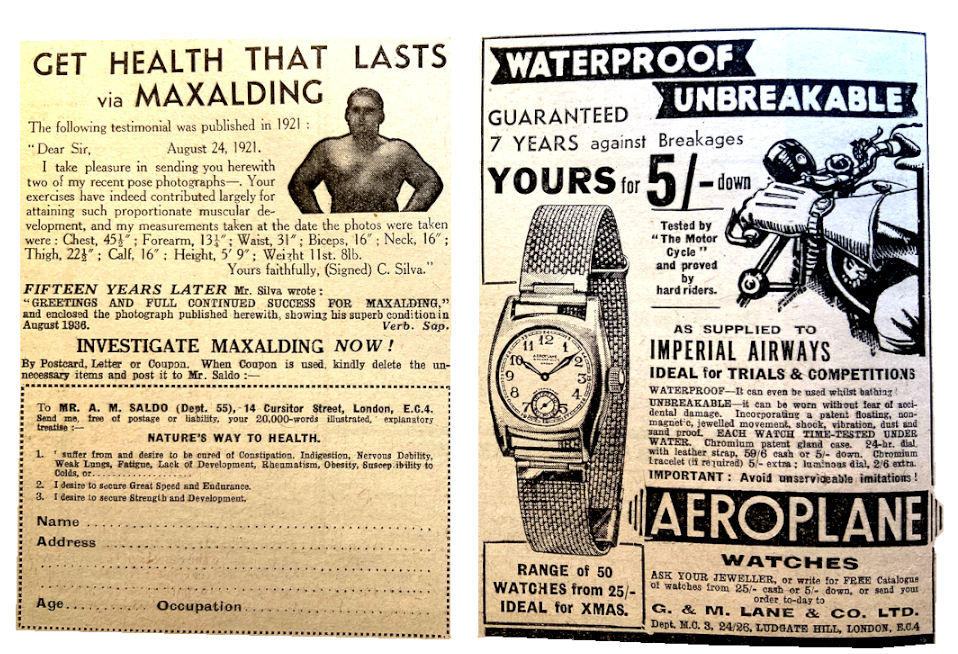 GET HEALTH THAT LASTS
via MAXALDING
The following testimonial was published in 1921 :
"Dear Sir, August 24, 1921.
I take pleasure in sending you herewith
two of my recent pose photographs—. Your
exercises have indeed contributed largely for
attaining such proportionate muscular de-
velopment, and my measurements taken at the date the photos were taken
were : Chest, 45½" ; Forearm, 13¼" ; Waist, 31" ; Biceps, 16" ; Neck, 16" ;
Thigh, 22½" ; Calf, 16" ; Height, 5' 9" ; Weight 11st. 8lb.
Yours faithfully, (Signed) C. Silva."
FIFTEEN YEARS LATER Mr. Silva wrote :
"GREETINGS AND FULL CONTINUED SUCCESS FOR MAXALDING,"
and enclosed the photograph published herewith, showing his superb condition in
August 1936. Verb. Sap.
INVESTIGATE MAXALDING NOW !
By Postcard, Letter or Coupon. When Coupon is used, kindly delete the un-
necessary items and post it to Mr. Saldo :—
To MR. A. M. SALDO (Dept. 55), 14 Cursitor Street, London, E.C.4.
Send me, free of postage or liability, your 20,000-words illustrated, explanatory
treatise :—
NATURE'S WAY TO HEALTH.
1. I suffer from and desire to be cured of Constipation, Indigestion, Nervous Debility,
Weak Lungs, Fatigue, Lack of Development, Rheumatism, Obesity, Susceptibility to
Colds, or
2. I desire to secure Great Speed and Endurance.
3. I desire to secure Strength and Development.
Name
Address
Age Occupation
WATERPROOF
UNBREAKABLE
GUARANTEED
7 YEARS against Breakages
YOURS for 5/- down
Tested by
"The Motor
Cycle"
and proved
by
hard riders.
AS SUPPLIED TO
IMPERIAL AIRWAYS
IDEAL for TRIALS & COMPETITIONS
WATERPROOF—It can even be used whilst bathing !
UNBREAKABLE—it can be worn without fear of acci-
dental damage. Incorporating a patent floating, non-
magnetic, jewelled movement, shock, vibration, dust and
sand proof. EACH WATCH TIME-TESTED UNDER
WATER. Chromium patent gland case. 24-hr. dial,
with leather strap, 59/6 cash or 5/- down. Chromium
bracelet (if required) 5/- extra ; luminous dial, 2/6 extra.
IMPORTANT : Avoid unserviceable imitations !
AEROPLANE
12 1 2 3 4 5 7 8 9 10 11
AEROPLANE
WATCHES
RANGE of 50
WATCHES from 25/-
IDEAL for XMAS.
ASK YOUR JEWELLER, or write for FREE Catalogue
of watches from 25/- cash or 5/- down, or send your
order to-day to
G. & M. LANE & CO. LTD.
Dept. M.C. 3, 24/26, LUDGATE HILL, LONDON, E.C.4